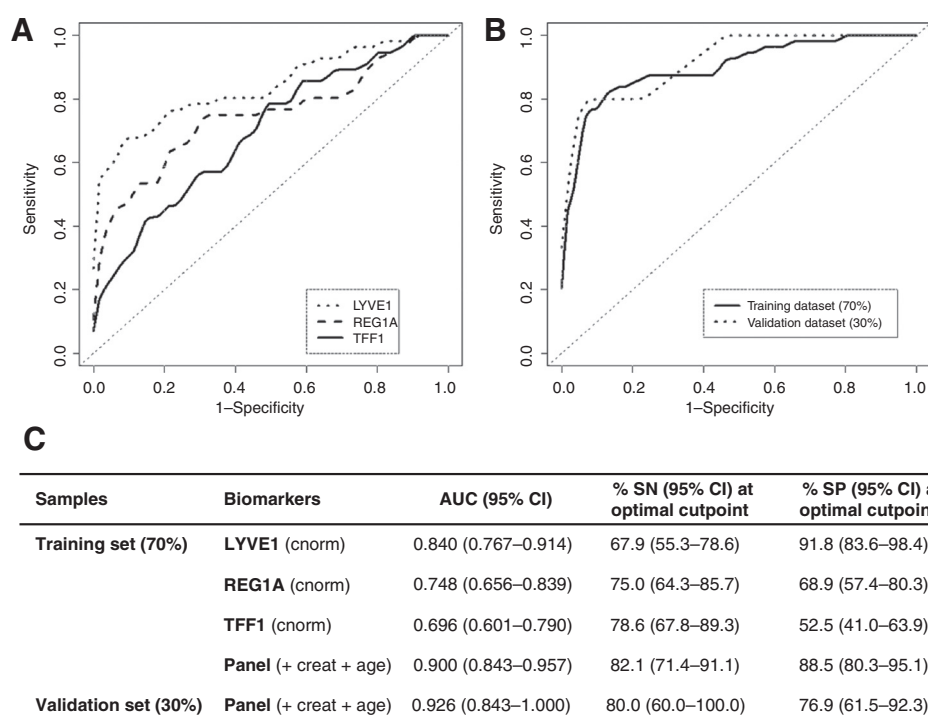 A
Sensitivity
1.0
0.8
0.6
0.4
0.2
0.0
LYVE1
REG1A
TFF1
0.0 0.2 0.4 0.6 0.8 1.0
1–Specificity
B
Sensitivity
1.0
0.8
0.6
0.4
0.2
0.0
Training dataset (70%)
Validation dataset (30%)
0.0 0.2 0.4 0.6 0.8 1.0
1–Specificity
C
Samples Biomarkers AUC (95% CI) % SN (95% CI) at optimal cutpoint % SP (95% CI) optimal
Training set (70%) LYVE1 (cnorm) 0.840 (0.767–0.914) 67.9 (55.3–78.6) 91.8 (83.6–98.4)
REG1A (cnorm) 0.748 (0.656–0.839) 75.0 (64.3–85.7) 68.9 (57.4–80.3)
TFF1 (cnorm) 0.696 (0.601–0.790) 78.6 (67.8–89.3) 52.5 (41.0–63.9)
Panel (+ creat + age) 0.900 (0.843–0.957) 82.1 (71.4–91.1) 88.5 (80.3–95.1)
Validation set (30%) Panel (+ creat + age) 0.926 (0.843–1.000) 80.0 (60.0–100.0) 76.9 (61.5–92.3)